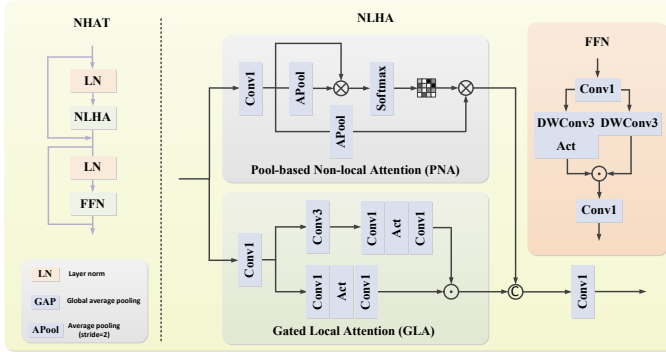 NHAT
LN
NLHA
LN
FFN
LN Layer norm
GAP Global average pooling
APool Average pooling
(stride=2)
NLHA
Conv1
APool
Softmax
APool
Pool-based Non-local Attention (PNA)
Conv1
Conv3
Conv1 Act Conv1
Conv1 Act Conv1
Gated Local Attention (GLA)
C
Conv1
FFN
Conv1
DWConv3 DWConv3
Act
Conv1